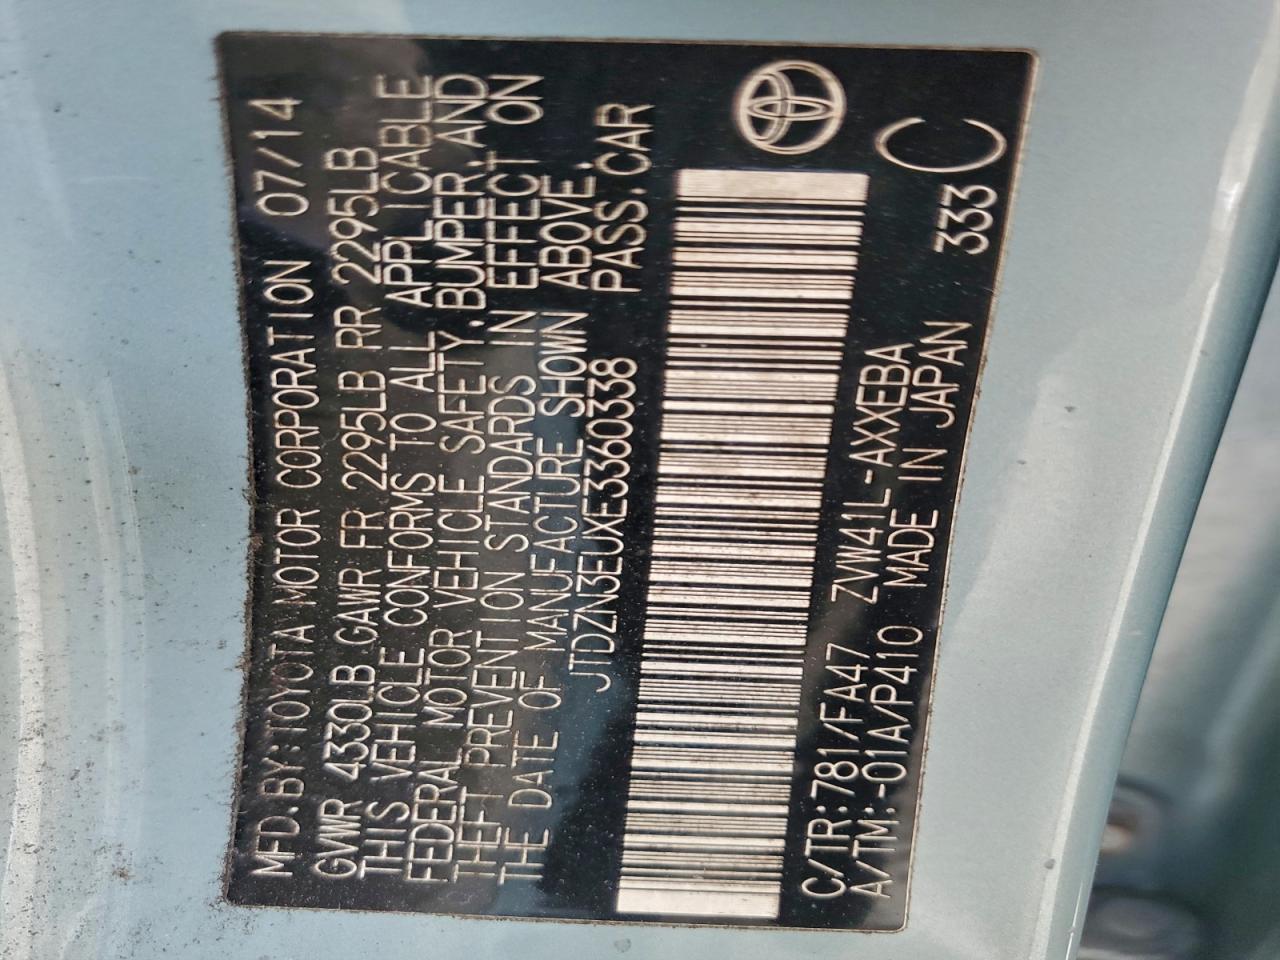 MFD.BY:TOYOTA MOTOR CORPORATION 07/14
GVWR 4330LB GAWR FR 2295LB RR 2295LB
THIS VEHICLE CONFORMS TO ALL APPLICABLE
FEDERAL MOTOR VEHICLE SAFETY,BUMPER,AND
THEFT PREVENTION STANDARDS IN EFFECT ON
THE DATE OF MANUFACTURE SHOWN ABOVE.
JTDZN3EUXE3360338 PASS.CAR
C/TR:781/FA47 ZVW41L-AXXEBA
A/TM:-01A/P410 MADE IN JAPAN 333 C